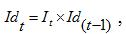 Id_t = I_t × Id_(t−1) ,